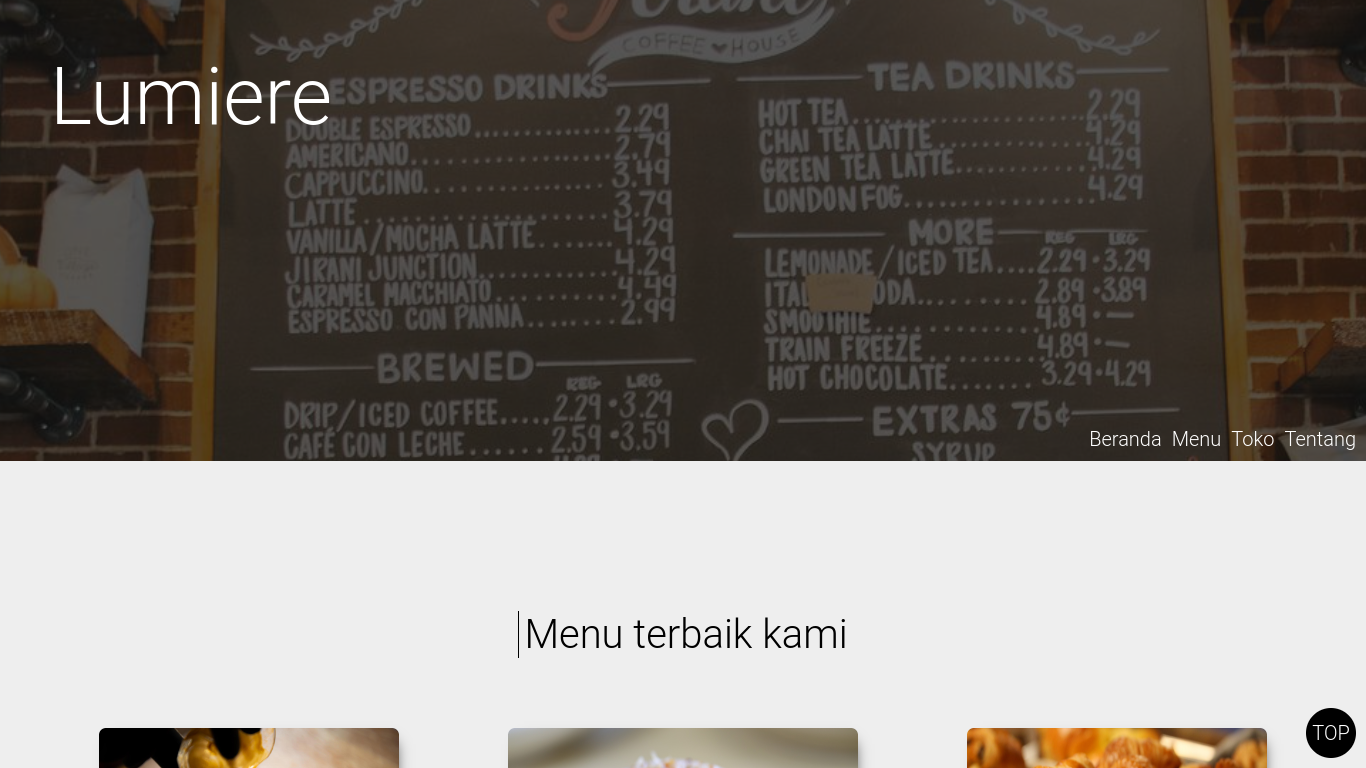 COFFEE HOUSE
Lumiere
ESPRESSO DRINKS
DOUBLE ESPRESSO 2.29
AMERICANO 2.79
CAPPUCCINO 3.49
LATTE 3.79
VANILLA/MOCHA LATTE 4.29
JIRANI JUNCTION 4.29
CARAMEL MACCHIATO 4.49
ESPRESSO CON PANNA 2.99
BREWED
REG LRG
DRIP/ICED COFFEE 2.29 • 3.29
CAFÉ CON LECHE 2.59 • 3.59
TEA DRINKS
HOT TEA 2.29
CHAI TEA LATTE 4.29
GREEN TEA LATTE 4.29
LONDON FOG 4.29
MORE
REG LRG
LEMONADE/ICED TEA 2.29 • 3.29
2.89 • 3.89
SMOOTHIE 4.89 • —
TRAIN FREEZE 4.89 • —
HOT CHOCOLATE 3.29 • 4.29
EXTRAS 75¢
SYRUP
Beranda Menu Toko Tentang
Menu terbaik kami
TOP